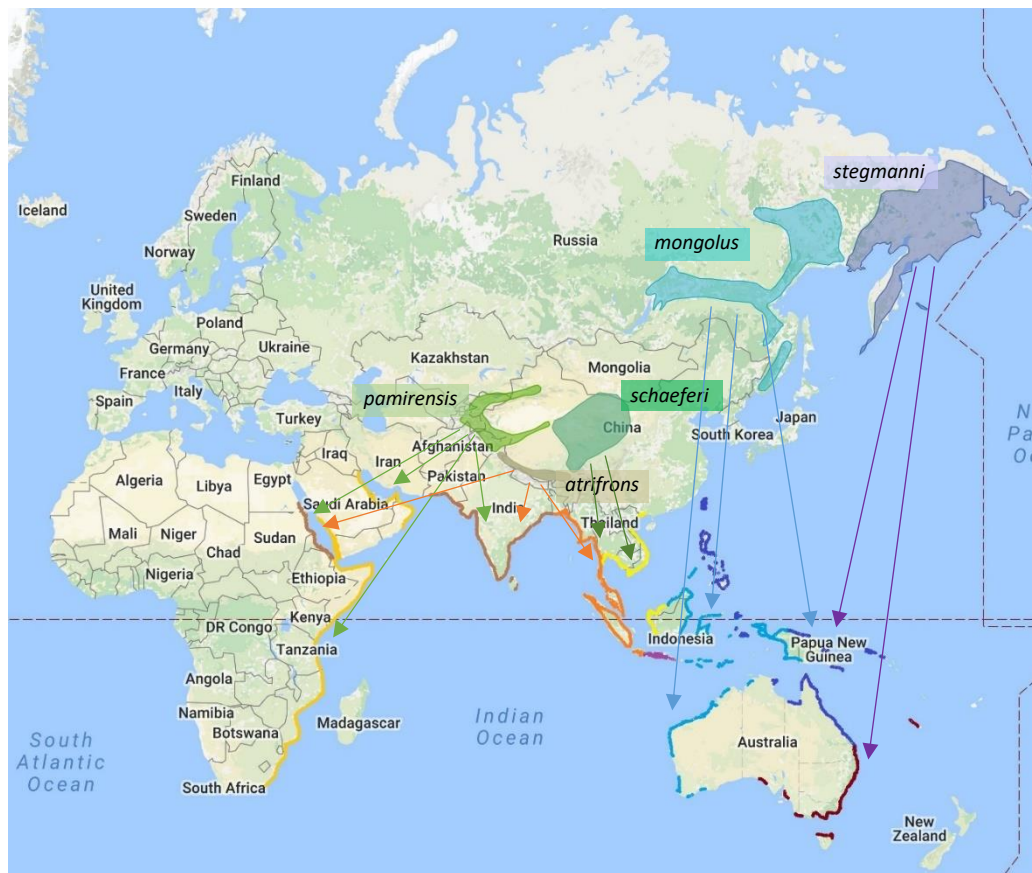 Iceland
Finland
Sweden
Norway
Russia
stegmanni
mongolus
United
Kingdom
Poland
Germany
Ukraine
France
Kazakhstan
Mongolia
Italy
Spain
Turkey
pamirensis
schaeferi
China
Japan
South Korea
Afghanistan
Iraq
Iran
Pakistan
atrifrons
Algeria
Libya
Egypt
Saudi Arabia
India
Thailand
Mali
Niger
Sudan
Chad
Nigeria
Ethiopia
Kenya
DR Congo
Tanzania
Indonesia
Papua New
Guinea
Angola
Namibia
Botswana
Madagascar
Indian
Ocean
Australia
South
Atlantic
Ocean
South Africa
New
Zealand
N
Pa
Oc